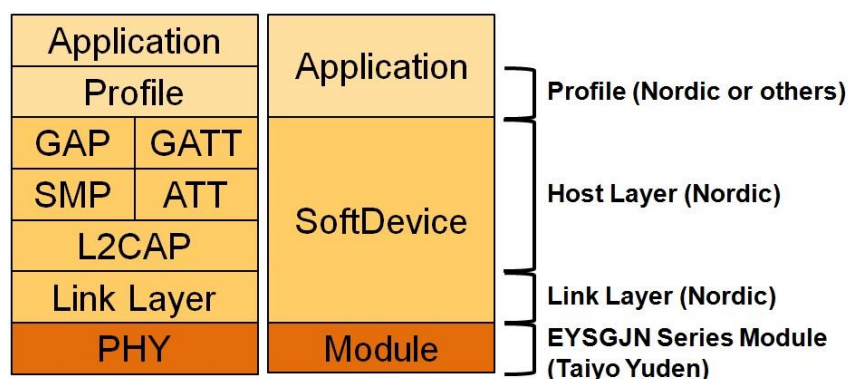 Application
Profile
GAP GATT
SMP ATT
L2CAP
Link Layer
PHY
Application
SoftDevice
Module
Profile (Nordic or others)
Host Layer (Nordic)
Link Layer (Nordic)
EYSGJN Series Module
(Taiyo Yuden)